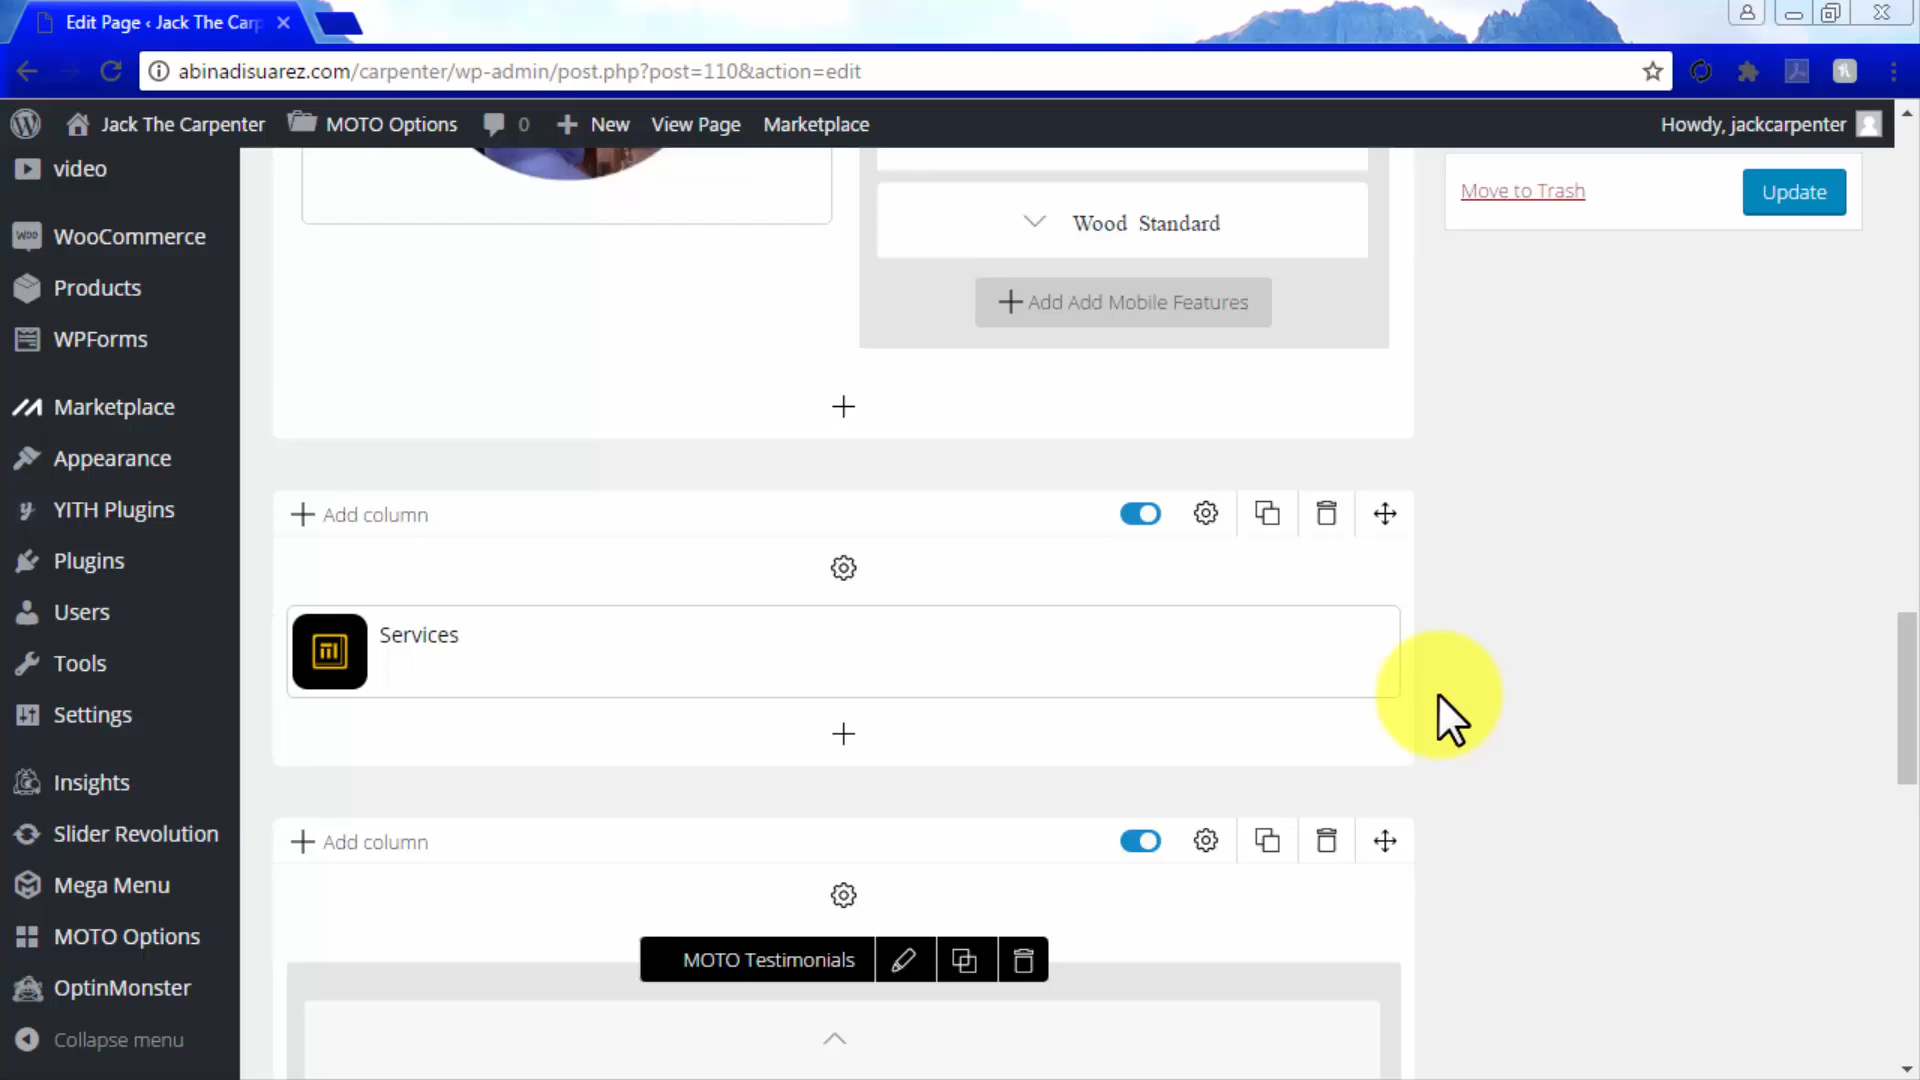 Edit Page ‹ Jack The Carp
abinadisuarez.com/carpenter/wp-admin/post.php?post=110&action=edit
Jack The Carpenter
MOTO Options
0
New
View Page
Marketplace
Howdy, jackcarpenter
video
WooCommerce
Products
WPForms
Marketplace
Appearance
YITH Plugins
Plugins
Users
Tools
Settings
Insights
Slider Revolution
Mega Menu
MOTO Options
OptinMonster
Collapse menu
Wood Standard
Add Add Mobile Features
Move to Trash
Update
Add column
Services
Add column
MOTO Testimonials